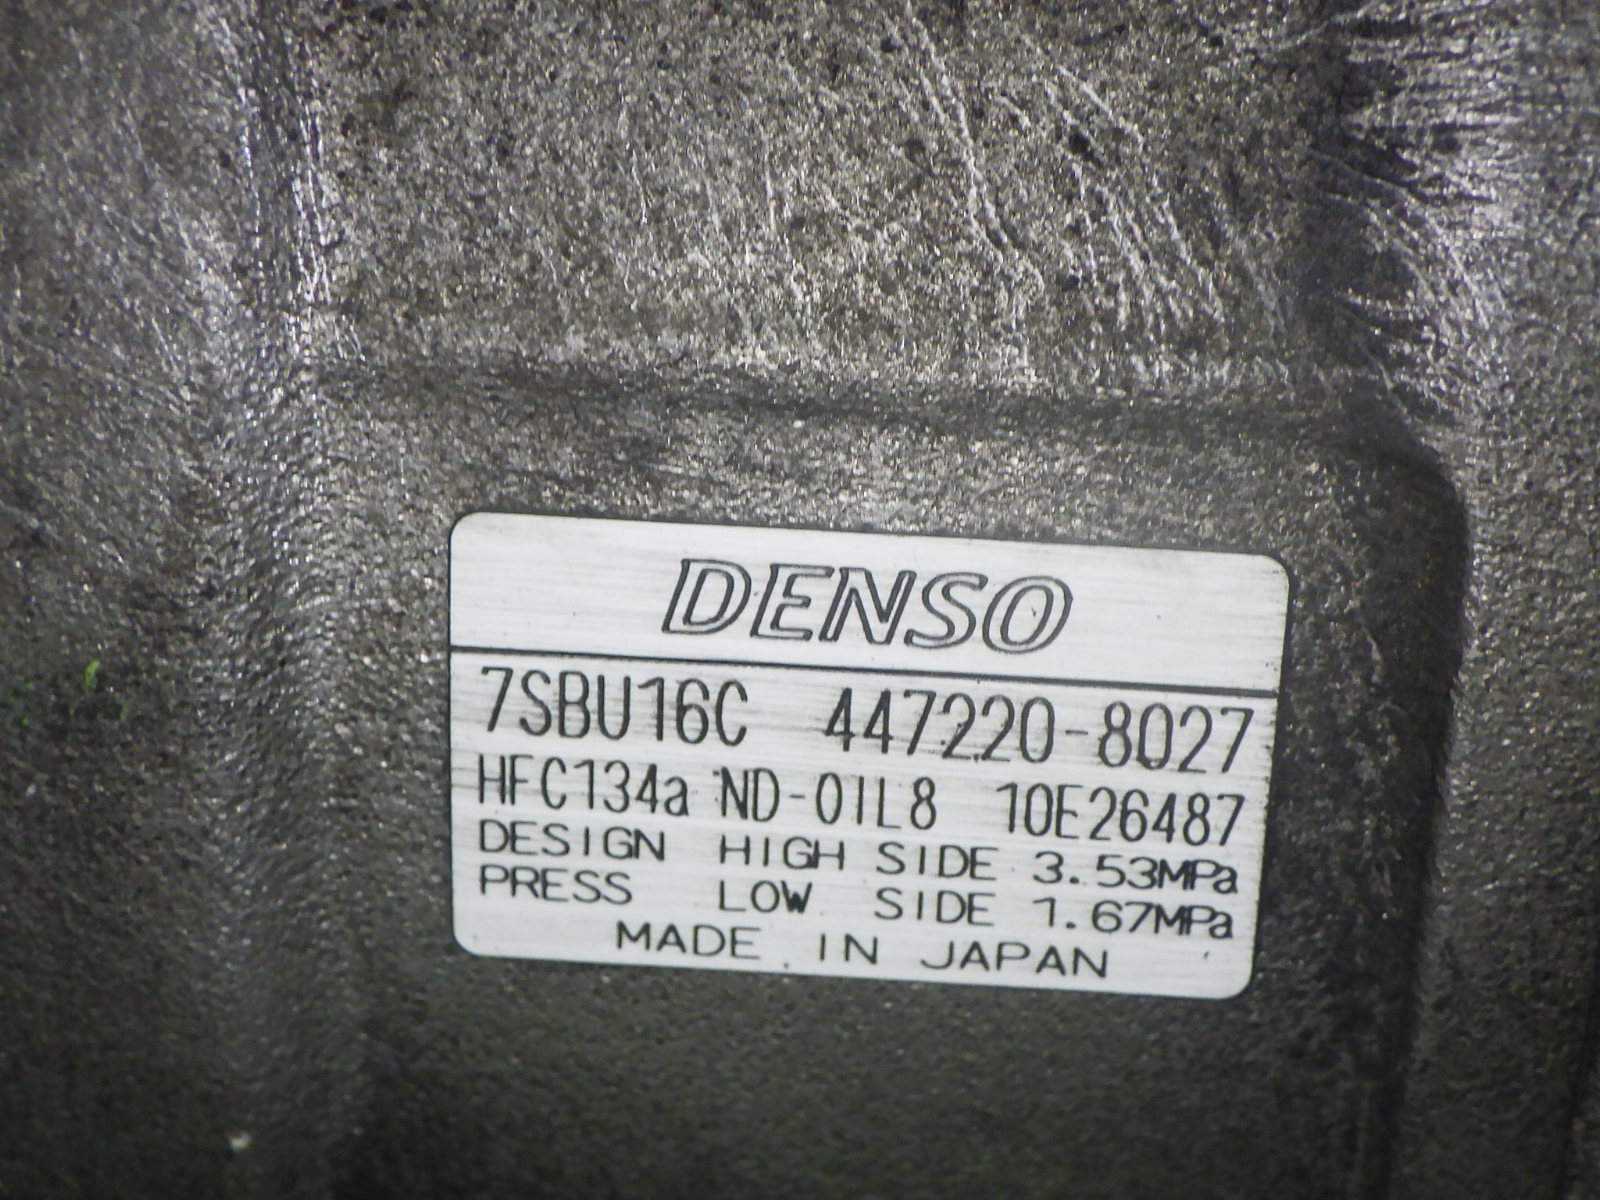 DENSO
7SBU16C 447220-8027
HFC134a ND-OIL8 10E26487
DESIGN HIGH SIDE 3.53MPa
PRESS LOW SIDE 1.67MPa
MADE IN JAPAN